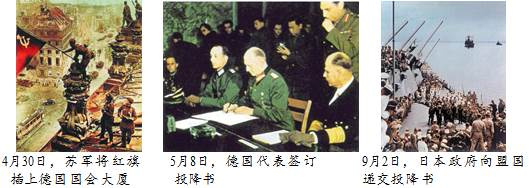 4月30日，苏军将红旗
插上德国国会大厦
5月8日，德国代表签订
投降书
9月2日，日本政府向盟国
递交投降书